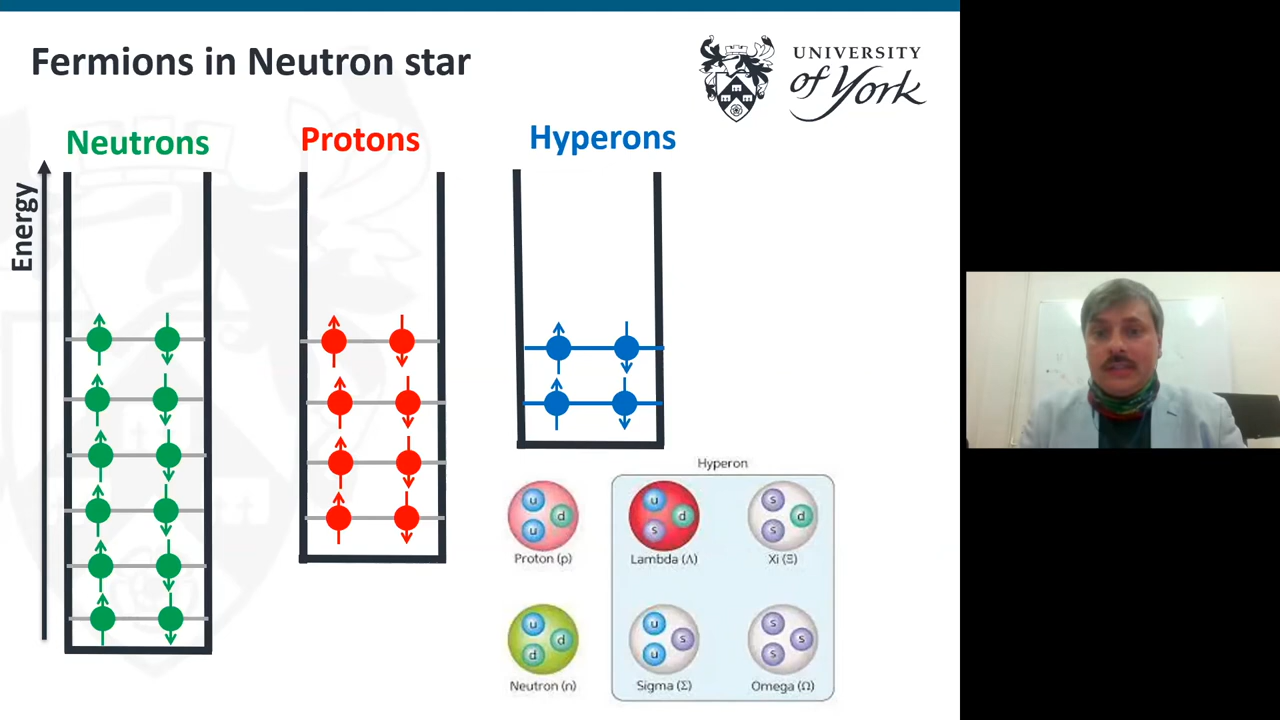 Fermions in Neutron star
UNIVERSITY
of York
Neutrons
Protons
Hyperons
Energy
Hyperon
u
d
u
Proton (p)
u
d
s
Lambda (Λ)
s
d
s
Xi (Ξ)
u
d
d
Neutron (n)
u
s
u
Sigma (Σ)
s
s
s
Omega (Ω)